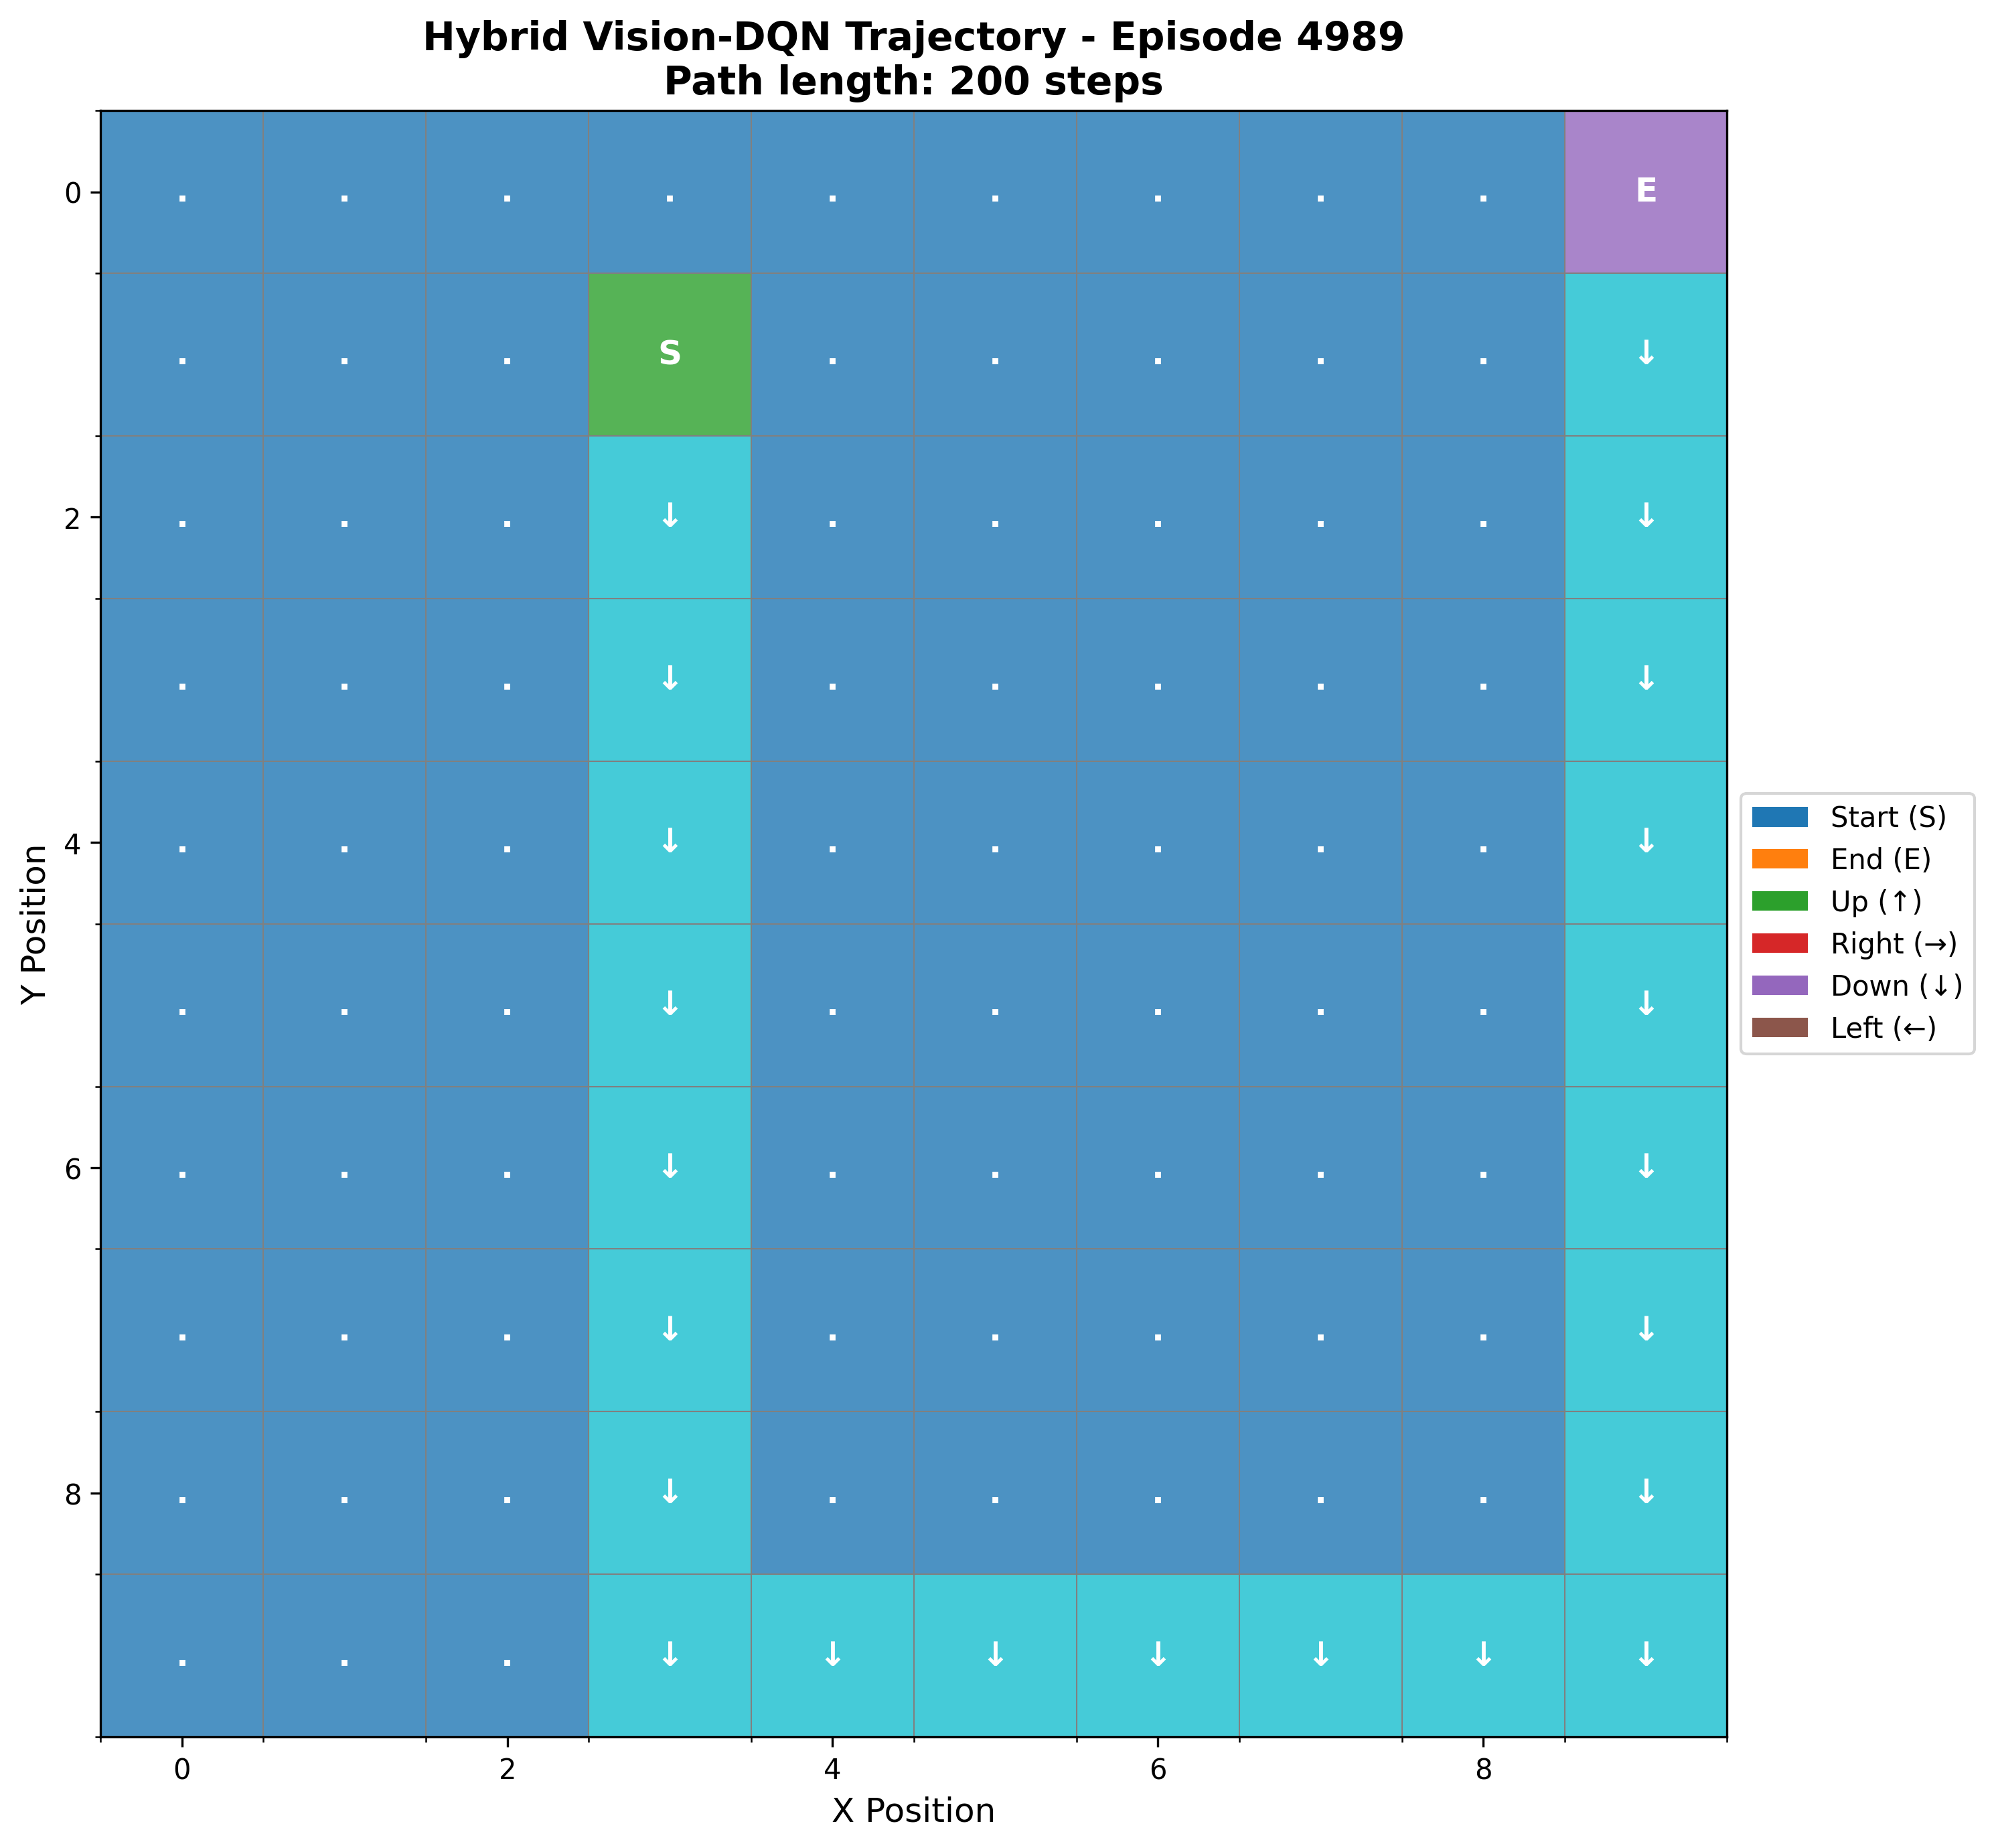 Hybrid Vision-DQN Trajectory - Episode 4989
Path length: 200 steps
0 . . . . . . . . . E
. . . S . . . . . ↓
2 . . . ↓ . . . . . ↓
. . . ↓ . . . . . ↓
4 . . . ↓ . . . . . ↓
. . . ↓ . . . . . ↓
6 . . . ↓ . . . . . ↓
. . . ↓ . . . . . ↓
8 . . . ↓ . . . . . ↓
. . . ↓ ↓ ↓ ↓ ↓ ↓ ↓
0 2 4 6 8
X Position
Y Position
Start (S)
End (E)
Up (↑)
Right (→)
Down (↓)
Left (←)